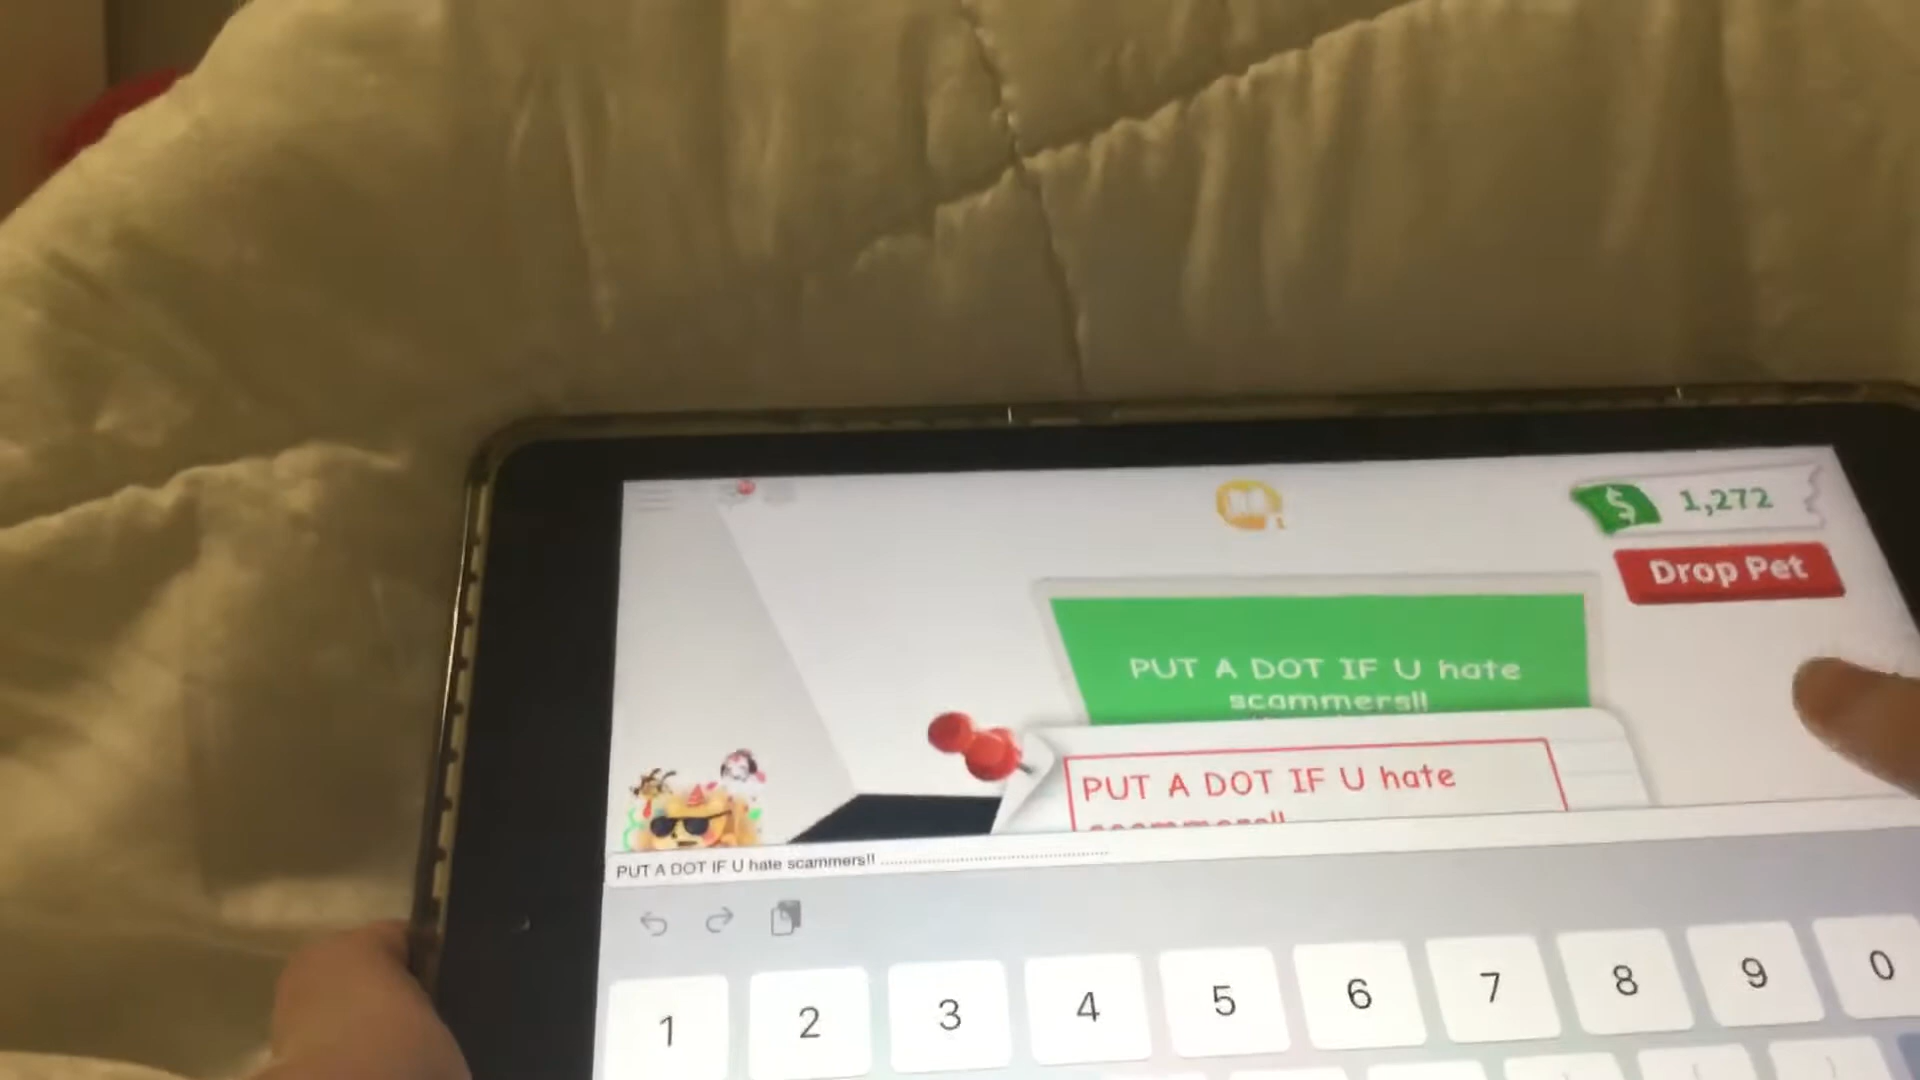 $ 1,272
Drop Pet
PUT A DOT IF U hate
scammers!!
PUT A DOT IF U hate
scammers!!
PUT A DOT IF U hate scammers!! ..................................................
1 2 3 4 5 6 7 8 9 0